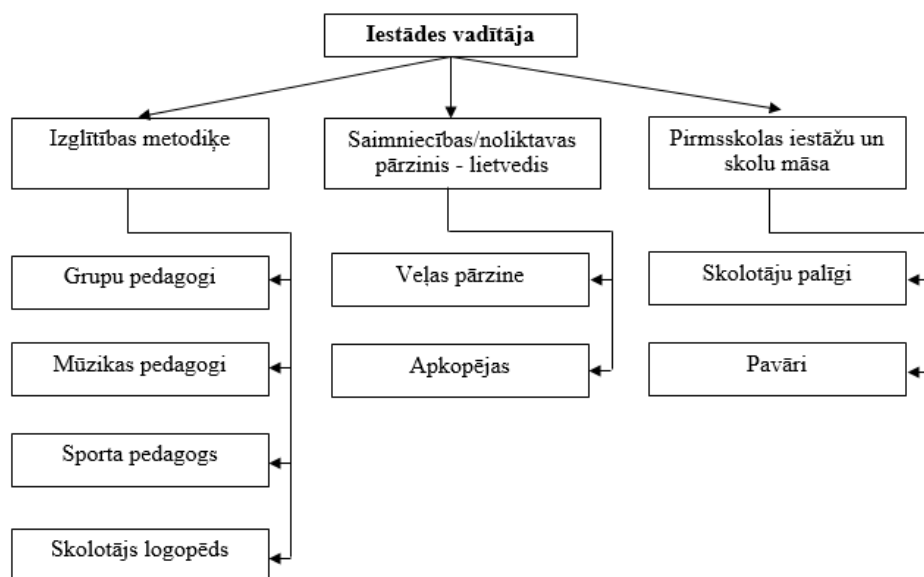 Iestādes vadītāja
Izglītības metodiķe
Saimniecības/noliktavas
pārzinis - lietvedis
Pirmsskolas iestāžu un
skolu māsa
Grupu pedagogi
Mūzikas pedagogi
Sporta pedagogs
Skolotājs logopēds
Veļas pārzine
Apkopējas
Skolotāju palīgi
Pavāri